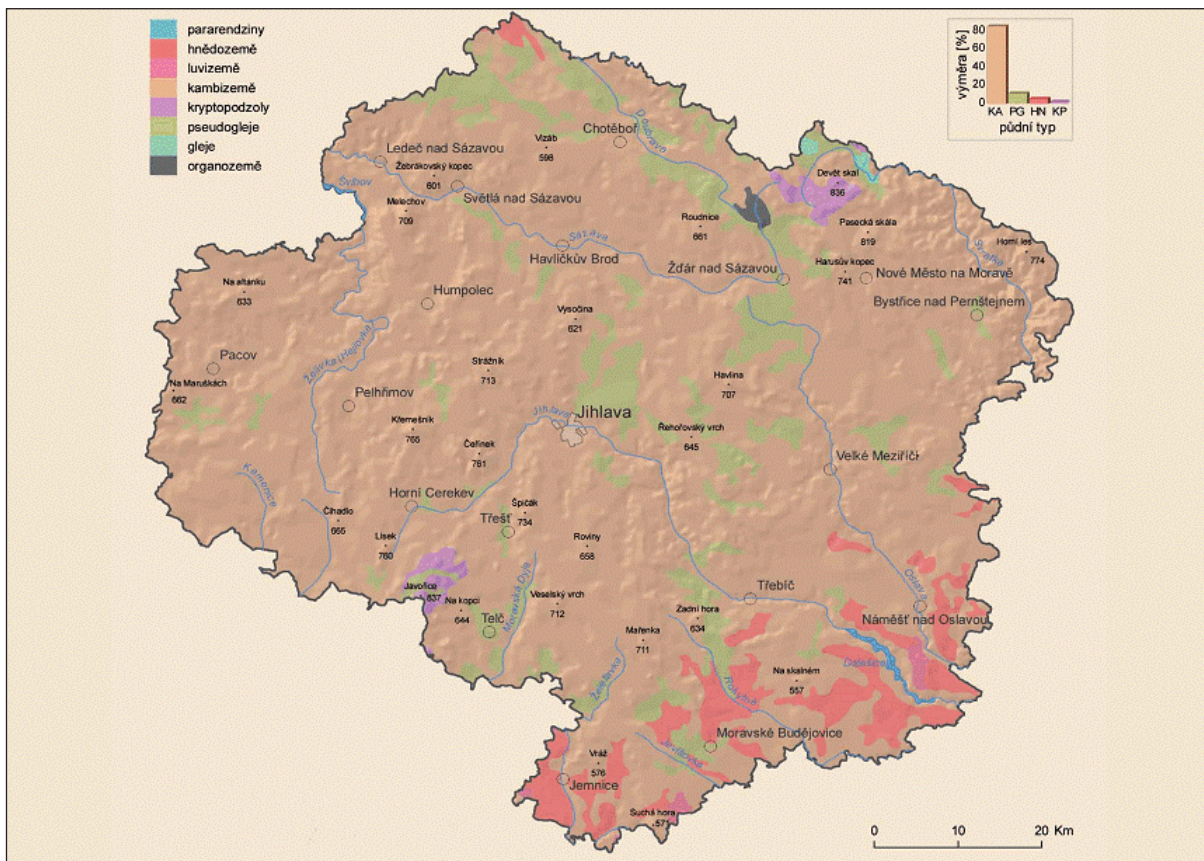 pararendziny
hnědozemě
luvizemě
kambizemě
kryptopodzoly
pseudogleje
gleje
organozemě
výměra [%]
80
60
40
20
0
KA PG HN KP
půdní typ
Chotěboř
Doubrava
Vizáb
598
Ledeč nad Sázavou
Žebrákovský kopec
601
Švihov
Světlá nad Sázavou
Melechov
709
Devět skal
836
Roudnice
661
Pasecká skála
819
Svratka
Horní les
774
Sázava
Havlíčkův Brod
Žďár nad Sázavou
Harusův kopec
741
Nové Město na Moravě
Bystřice nad Pernštejnem
Na altánku
633
Humpolec
Vysočina
621
Želivka (Hejlovka)
Pacov
Strážník
713
Havlina
707
Na Maruškách
662
Pelhřimov
Jihlava
Jihlava
Křemešník
765
Řehořovský vrch
645
Čeřínek
761
Velké Meziříčí
Kamenice
Horní Cerekev
Čihadlo
665
Špičák
734
Třešť
Lísek
760
Roviny
658
Javořice
837
Moravská Dyje
Na kopci
644
Veselský vrch
712
Telč
Třebíč
Oslava
Zadní hora
634
Náměšť nad Oslavou
Mařenka
711
Dalešice
Na skalném
557
Želetavka
Rokytná
Moravské Budějovice
Jevišovka
Vráž
576
Jemnice
Suchá hora
571
0 10 20 Km